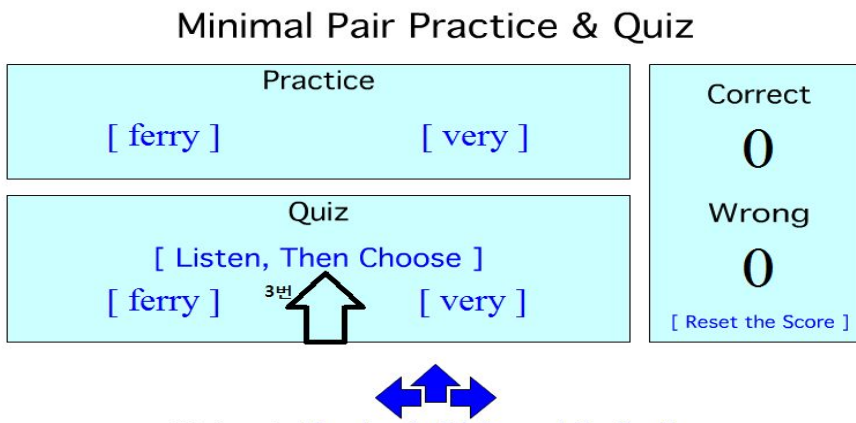 Minimal Pair Practice & Quiz
Practice
[ ferry ] [ very ]
Quiz
[ Listen, Then Choose ]
[ ferry ] 3번 [ very ]
Correct
0
Wrong
0
[ Reset the Score ]